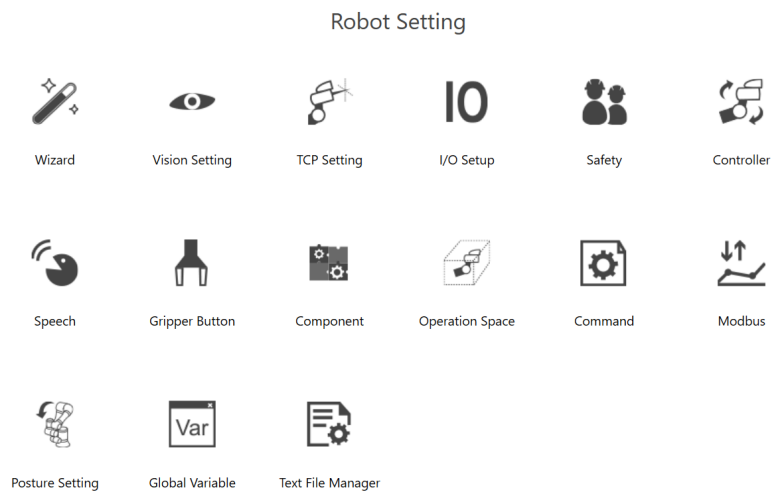 Robot Setting
Wizard
Vision Setting
TCP Setting
IO
I/O Setup
Safety
Controller
Speech
Gripper Button
Component
Operation Space
Command
Modbus
Posture Setting
Var
Global Variable
Text File Manager